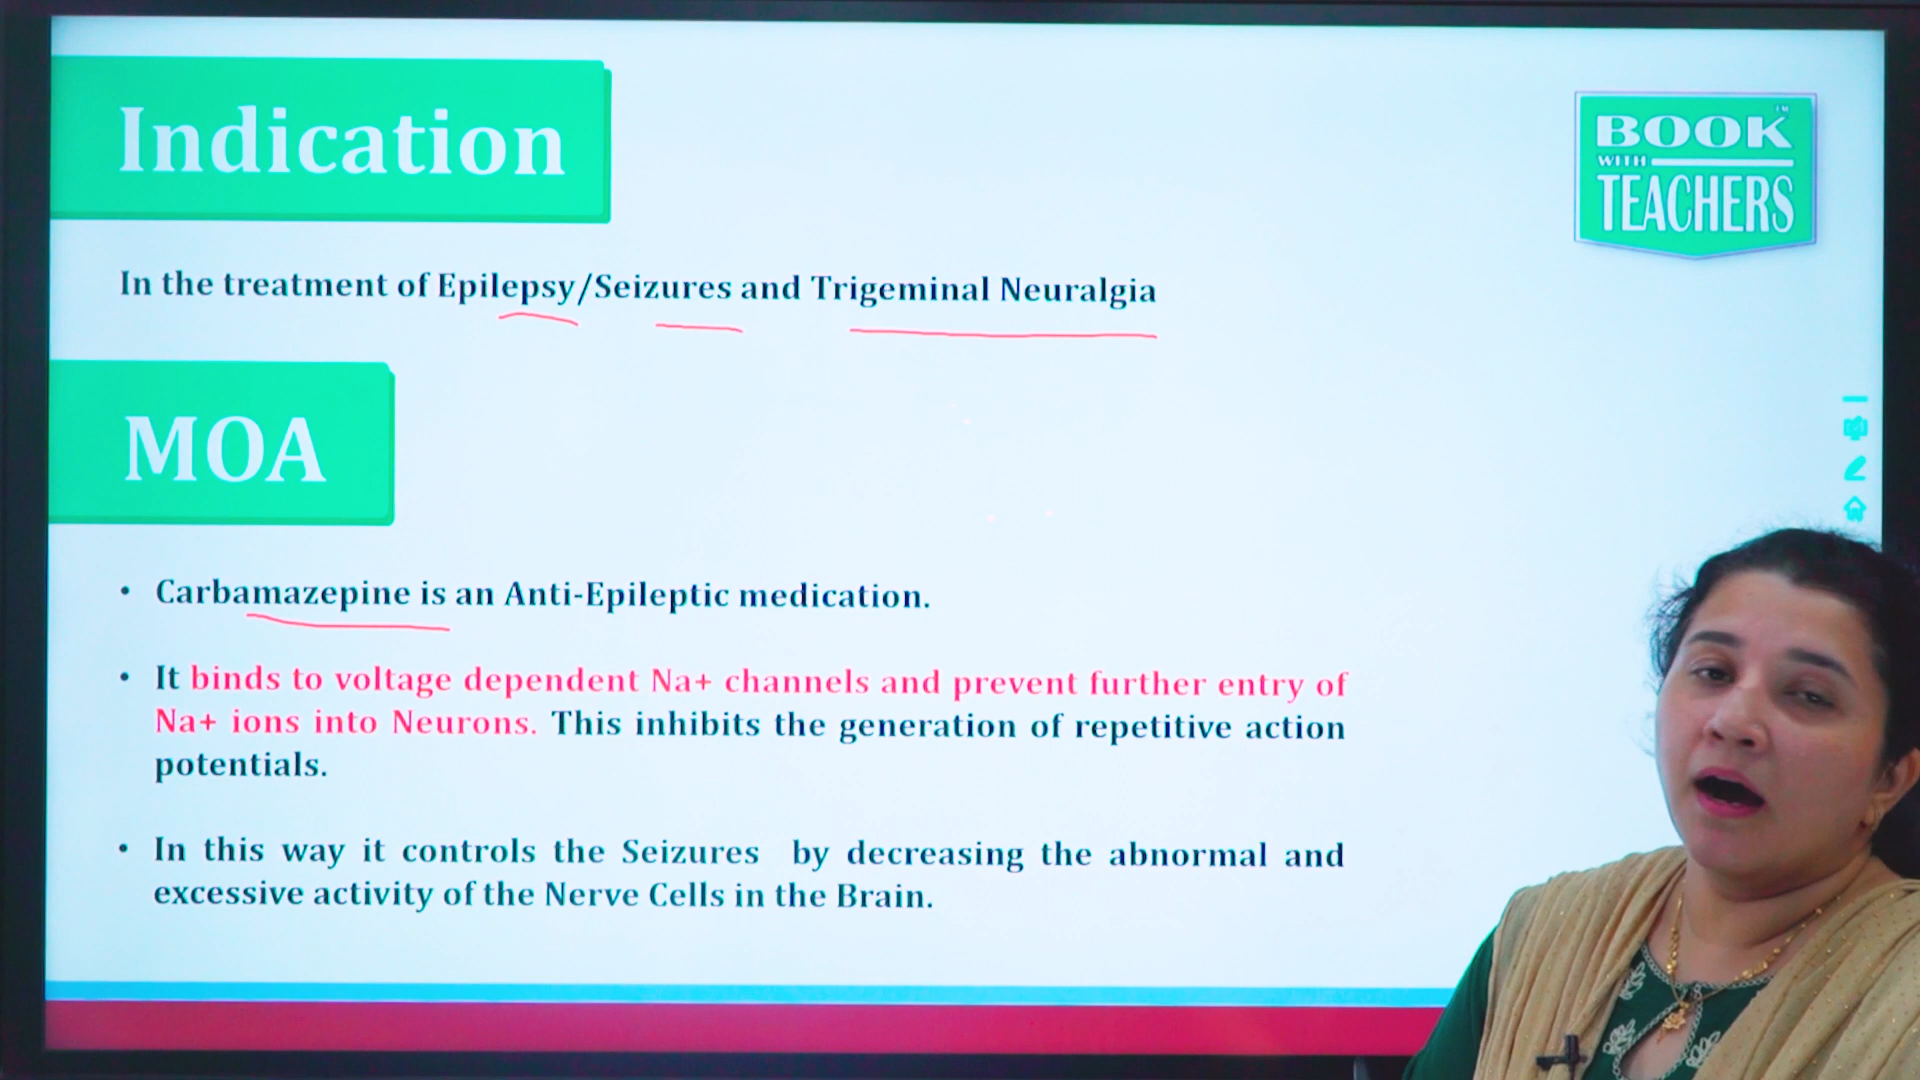 Indication
BOOK
™
WITH
TEACHERS
In the treatment of Epilepsy/Seizures and Trigeminal Neuralgia
MOA
• Carbamazepine is an Anti-Epileptic medication.
• It binds to voltage dependent Na+ channels and prevent further entry of
Na+ ions into Neurons. This inhibits the generation of repetitive action
potentials.
• In this way it controls the Seizures by decreasing the abnormal and
excessive activity of the Nerve Cells in the Brain.